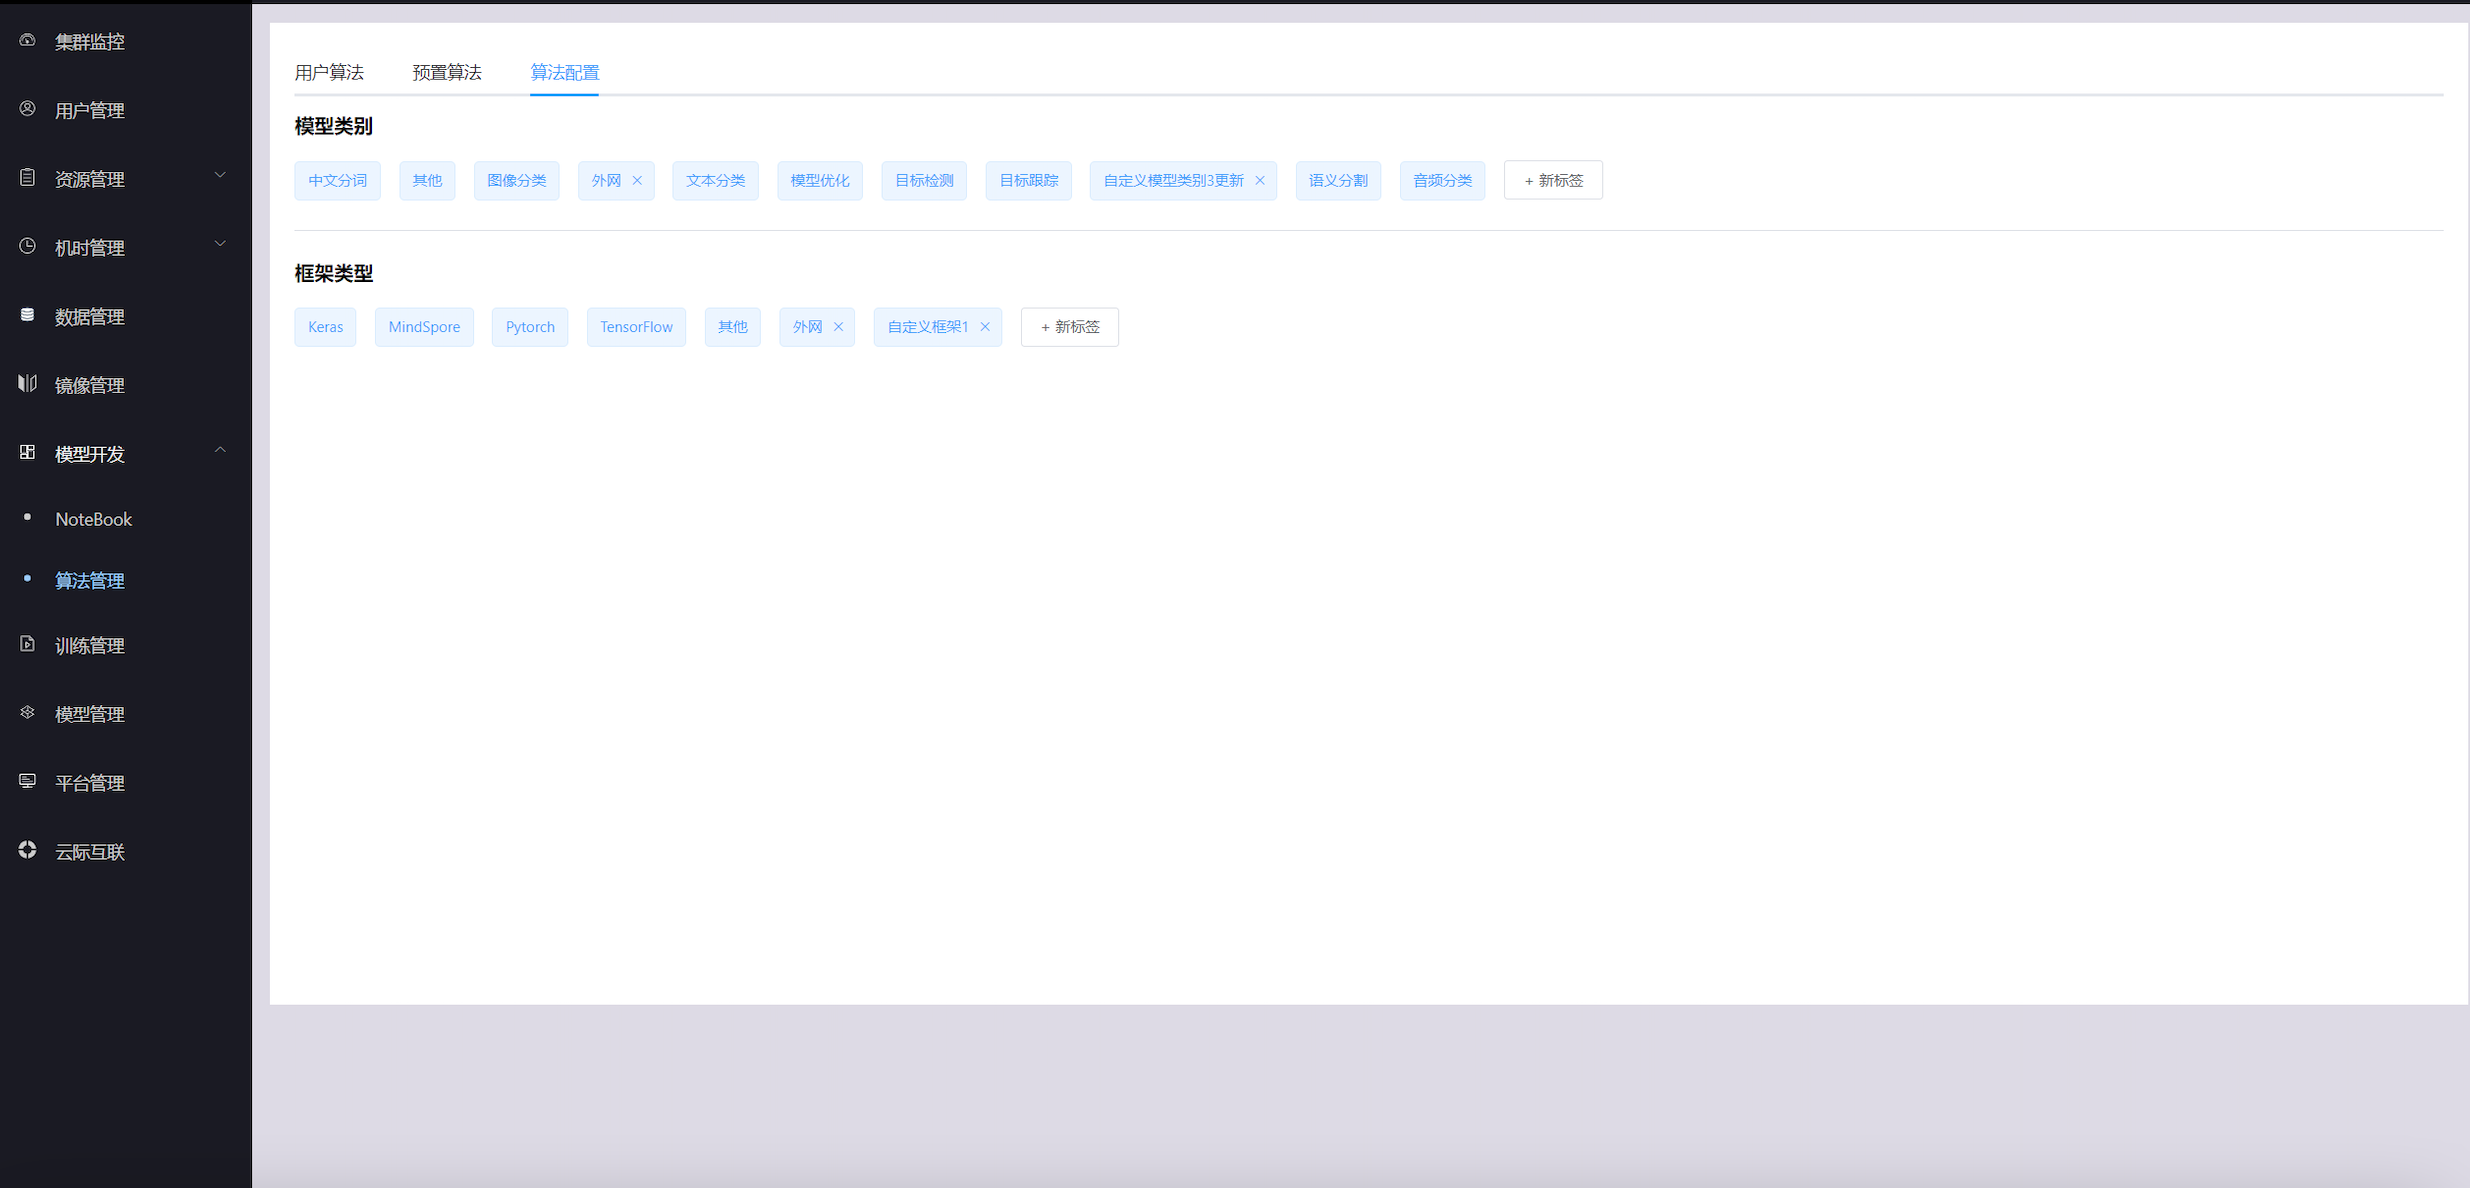 集群监控
用户管理
资源管理
机时管理
数据管理
镜像管理
模型开发
NoteBook
算法管理
训练管理
模型管理
平台管理
云际互联
用户算法 预置算法 算法配置
模型类别
中文分词 其他 图像分类 外网 × 文本分类 模型优化 目标检测 目标跟踪 自定义模型类别3更新 × 语义分割 音频分类 + 新标签
框架类型
Keras MindSpore Pytorch TensorFlow 其他 外网 × 自定义框架1 × + 新标签